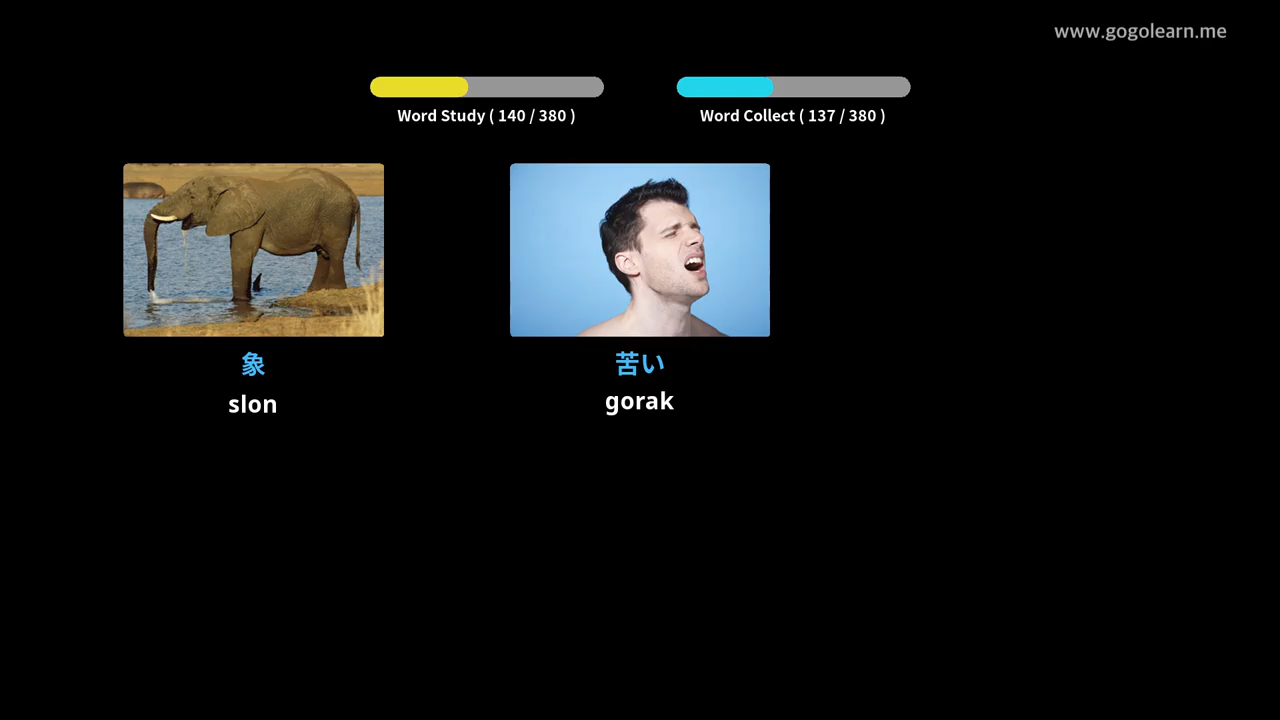 www.gogolearn.me
Word Study ( 140 / 380 )
Word Collect ( 137 / 380 )
象
slon
苦い
gorak